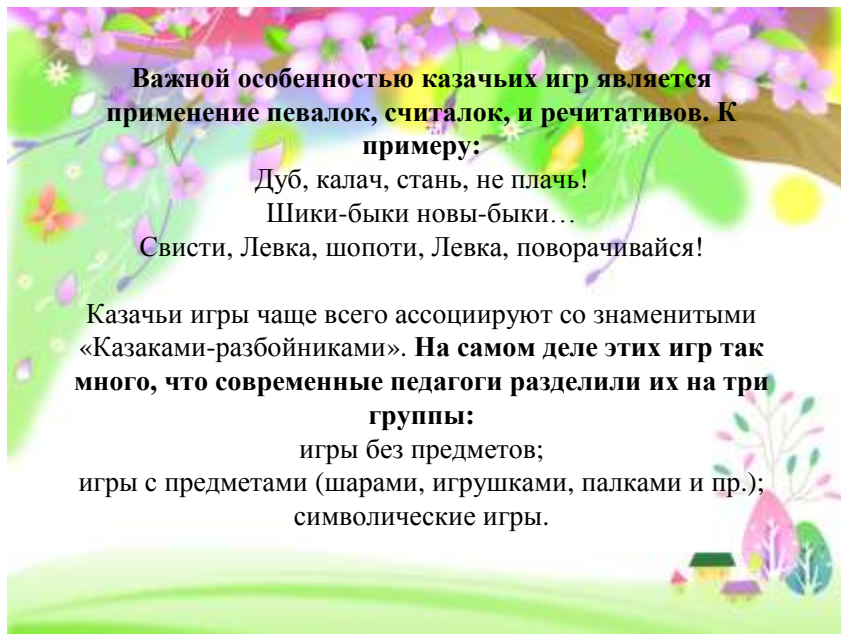 Важной особенностью казачьих игр является
применение певалок, считалок, и речитативов. К
примеру:
Дуб, калач, стань, не плачь!
Шики-быки новы-быки…
Свисти, Левка, шопоти, Левка, поворачивайся!
Казачьи игры чаще всего ассоциируют со знаменитыми
«Казаками-разбойниками». На самом деле этих игр так
много, что современные педагоги разделили их на три
группы:
игры без предметов;
игры с предметами (шарами, игрушками, палками и пр.);
символические игры.